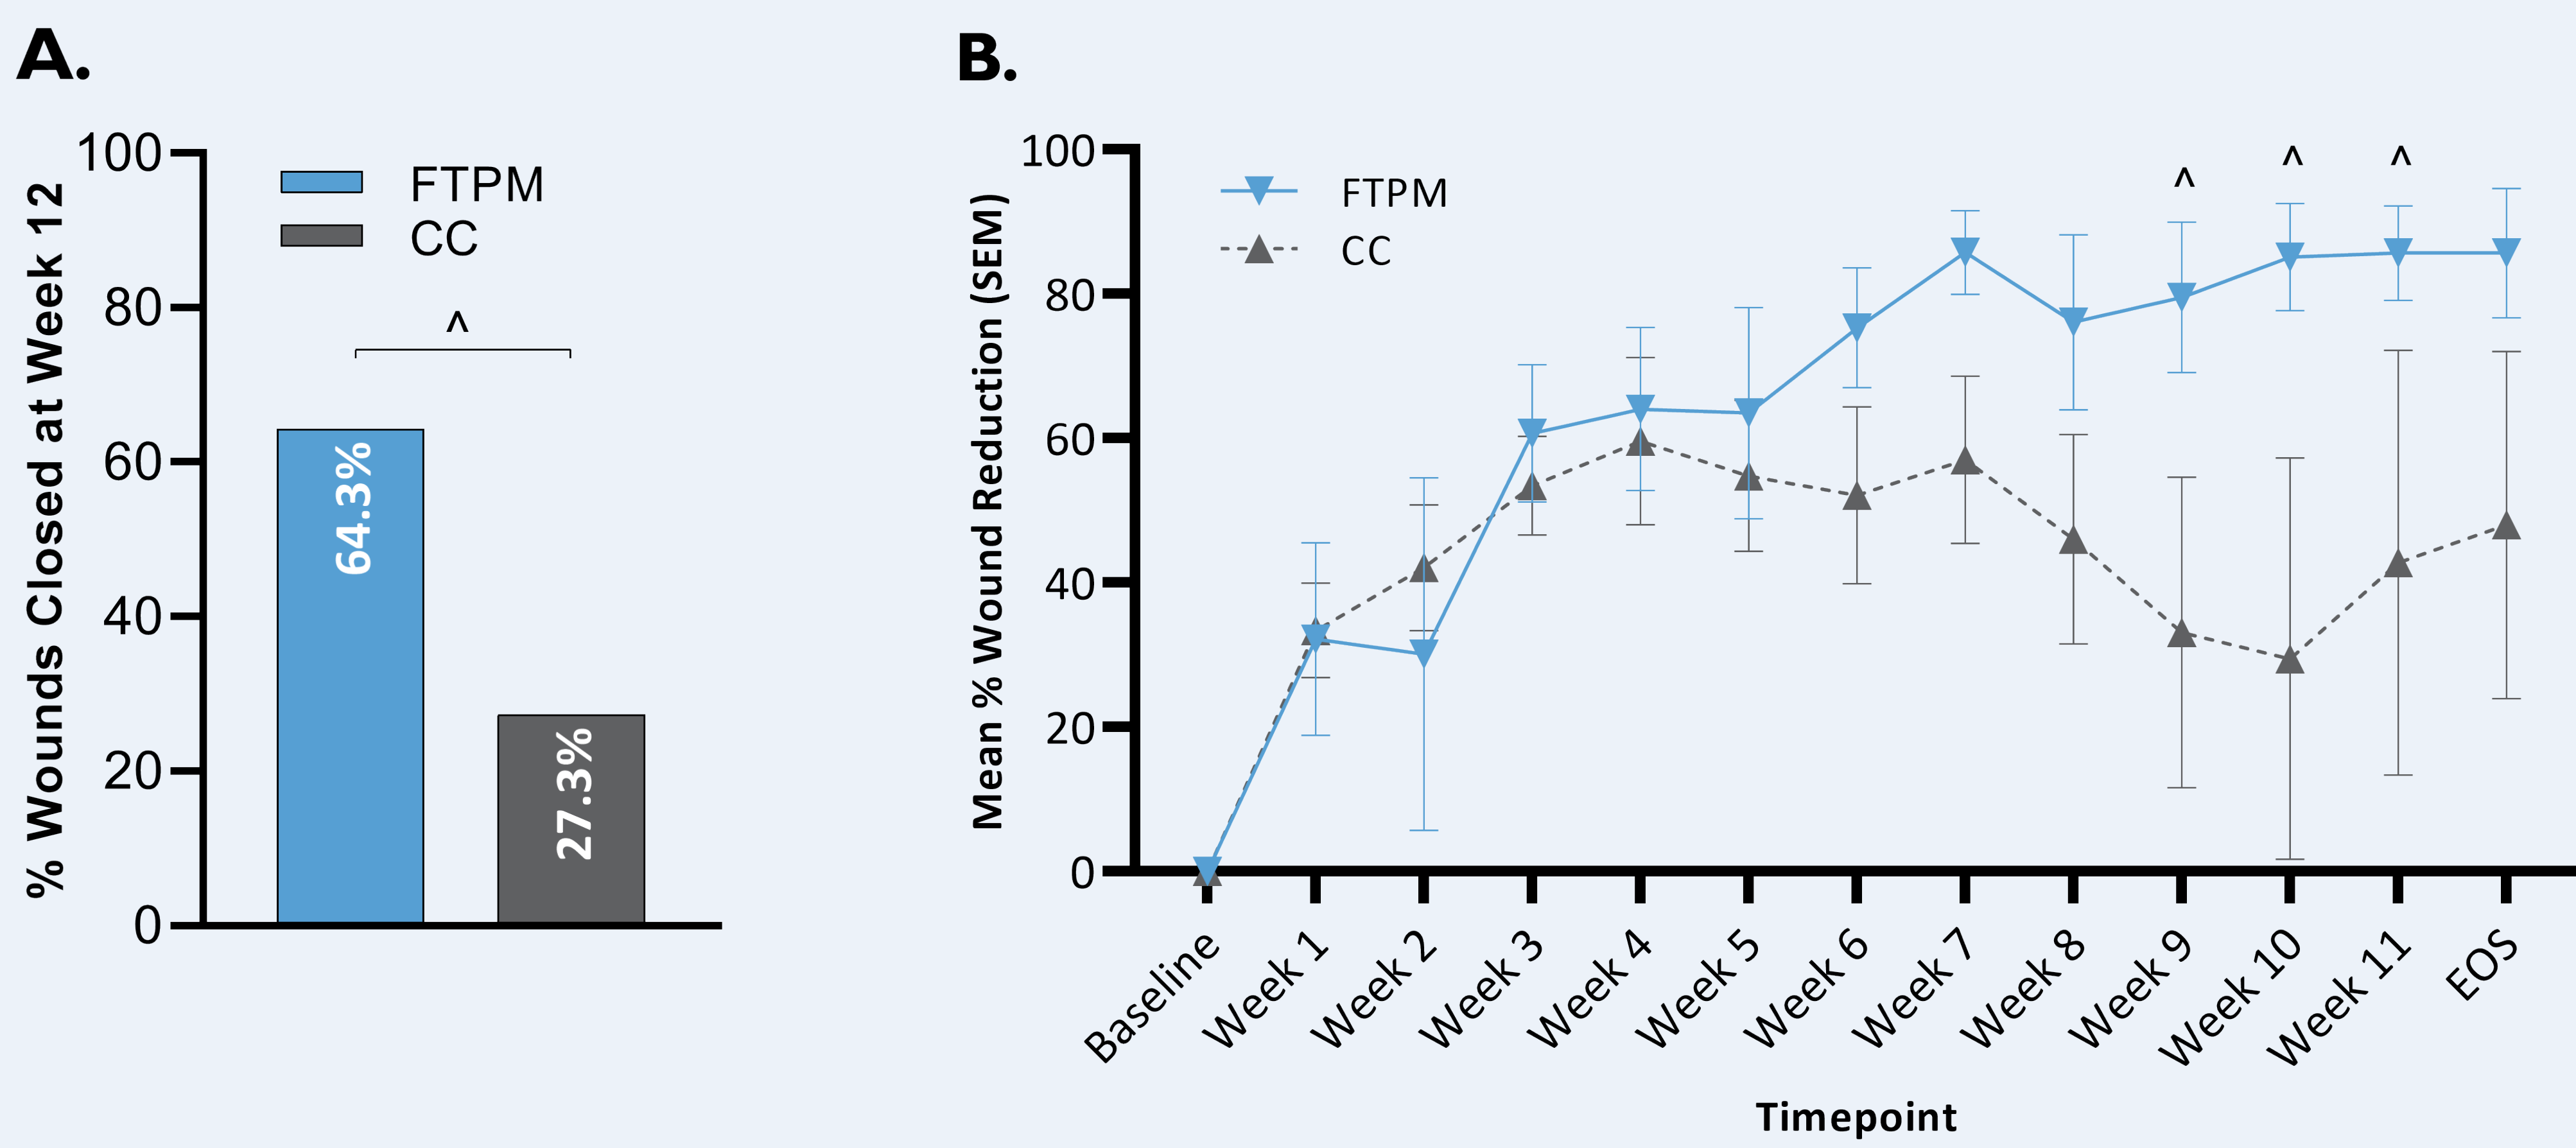 A.
% Wounds Closed at Week 12
100
80
60
40
20
0
FTPM
CC
^
64.3%
27.3%
B.
Mean % Wound Reduction (SEM)
100
80
60
40
20
0
FTPM
CC
^
^
^
Baseline
Week 1
Week 2
Week 3
Week 4
Week 5
Week 6
Week 7
Week 8
Week 9
Week 10
Week 11
EOS
Timepoint